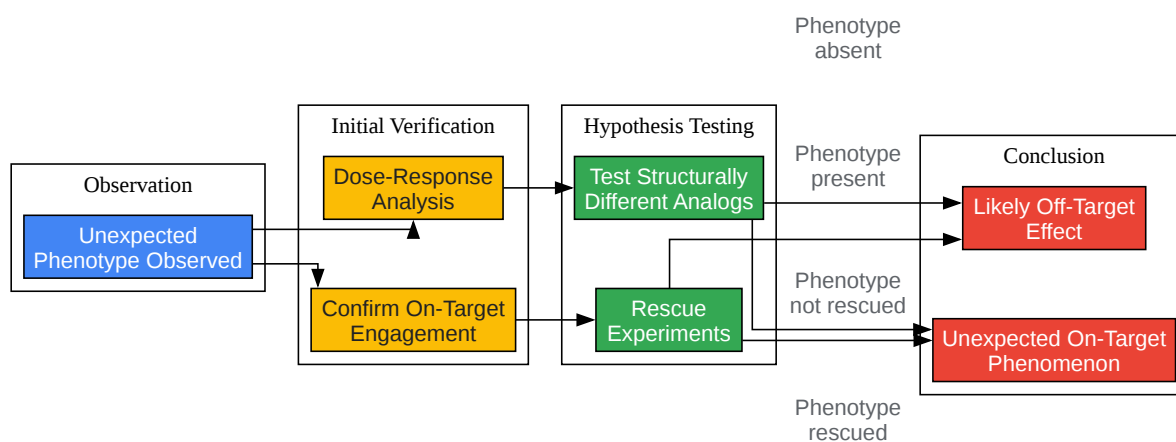 Observation
Unexpected
Phenotype Observed
Initial Verification
Dose-Response
Analysis
Confirm On-Target
Engagement
Hypothesis Testing
Test Structurally
Different Analogs
Rescue
Experiments
Phenotype
absent
Phenotype
present
Phenotype
not rescued
Phenotype
rescued
Conclusion
Likely Off-Target
Effect
Unexpected On-Target
Phenomenon